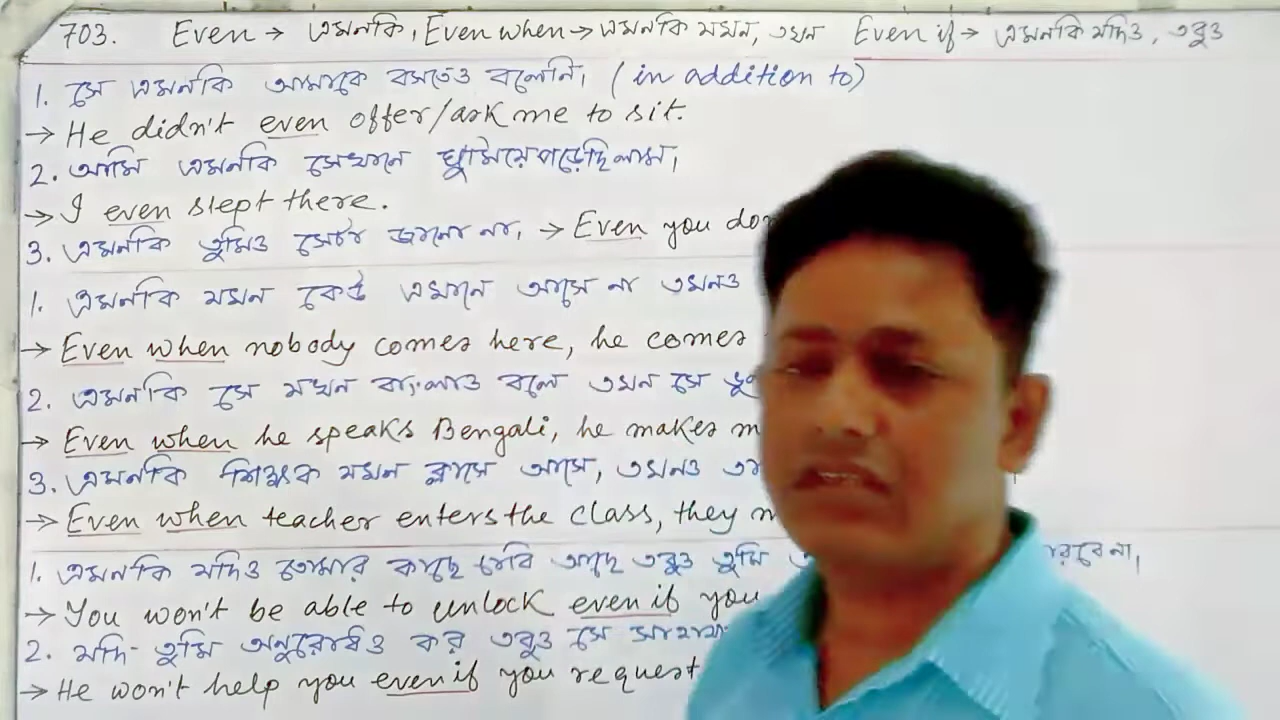 703. Even → এমনকি, Even when → এমনকি যখন, তখন Even if → এমনকি যদিও, তবুও
1. সে এমনকি আমাকে বসতেও বলেনি। (in addition to)
→ He didn't even offer/ask me to sit.
2. আমি এমনকি সেখানে ঘুমিয়ে পড়েছিলাম।
→ I even slept there.
3. এমনকি তুমিও সেটা জানো না। → Even you don
1. এমনকি যখন কেউ এখানে আসে না তখনও
→ Even when nobody comes here, he comes
2. এমনকি সে যখন বাংলাও বলে তখন সে
→ Even when he speaks Bengali, he makes m
3. এমনকি শিক্ষক যখন ক্লাসে আসে, তখনও
→ Even when teacher enters the class, they
1. এমনকি যদিও তোমার কাছে চাবি আছে তবুও তুমি
→ You won't be able to unlock even if you
2. যদি তুমি অনুরোধও কর তবুও সে সাহায্য
→ He won't help you even if you request